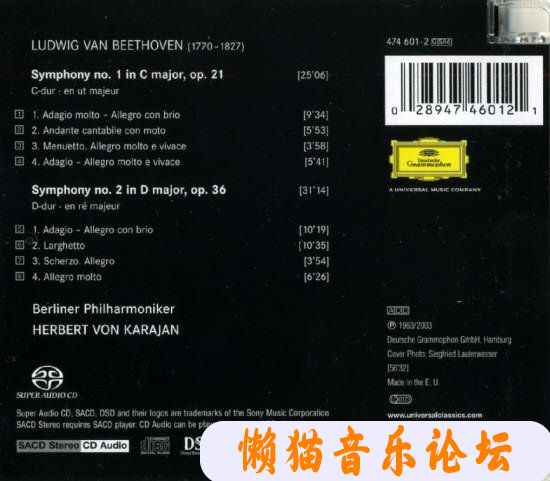 LUDWIG VAN BEETHOVEN (1770-1827)
474 601-2 GSM
Symphony no. 1 in C major, op. 21 [25'06]
C-dur · en ut majeur
1 1. Adagio molto - Allegro con brio [9'34]
2 2. Andante cantabile con moto [5'53]
3 3. Menuetto. Allegro molto e vivace [3'58]
4 4. Adagio - Allegro molto e vivace [5'41]
0 28947 46012 1
Deutsche
Grammophon
A UNIVERSAL MUSIC COMPANY
Symphony no. 2 in D major, op. 36 [31'14]
D-dur · en ré majeur
5 1. Adagio - Allegro con brio [10'19]
6 2. Larghetto [10'35]
7 3. Scherzo. Allegro [3'54]
8 4. Allegro molto [6'26]
Berliner Philharmoniker
HERBERT VON KARAJAN
ADD
℗ 1963/2003
Deutsche Grammophon GmbH, Hamburg
Cover Photo: Siegfried Lauterwasser
[56'32]
Made in the E. U.
www.universalclassics.com
SACD
SUPER AUDIO CD
Super Audio CD, SACD, DSD and their logos are trademarks of the Sony Music Corporation
SACD Stereo requires SACD player. CD Audio can be
SACD Stereo CD Audio
DIGITAL AUDIO
懒猫音乐论坛